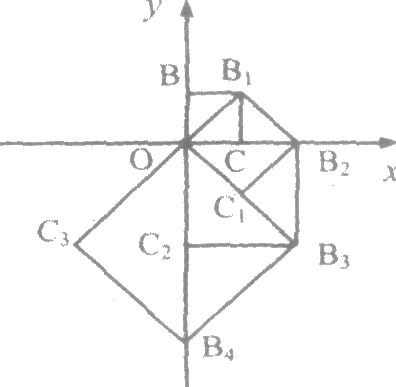 y
B B₁
O C B₂ x
C₁
C₃ C₂ B₃
B₄